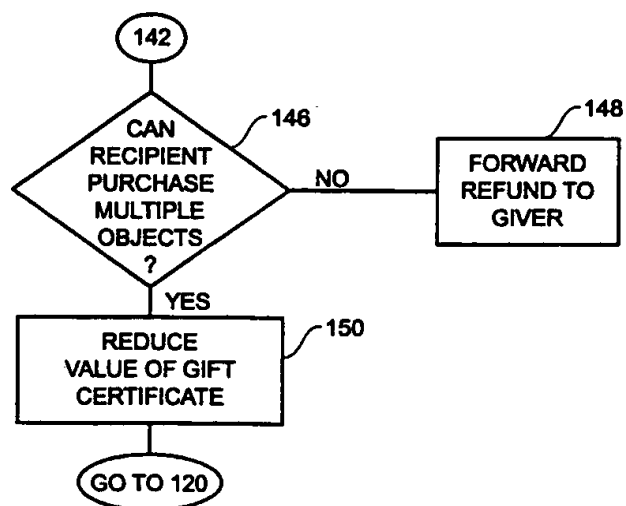 142
CAN
RECIPIENT
PURCHASE
MULTIPLE
OBJECTS
?
146
NO
148
FORWARD
REFUND TO
GIVER
YES
REDUCE
VALUE OF GIFT
CERTIFICATE
150
GO TO 120